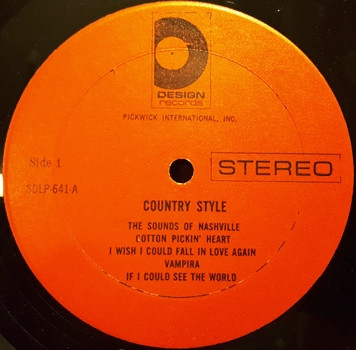 DESIGN
records
PICKWICK INTERNATIONAL, INC.
Side 1
STEREO
SDLP-641-A
COUNTRY STYLE
THE SOUNDS OF NASHVILLE
COTTON PICKIN' HEART
I WISH I COULD FALL IN LOVE AGAIN
VAMPIRA
IF I COULD SEE THE WORLD